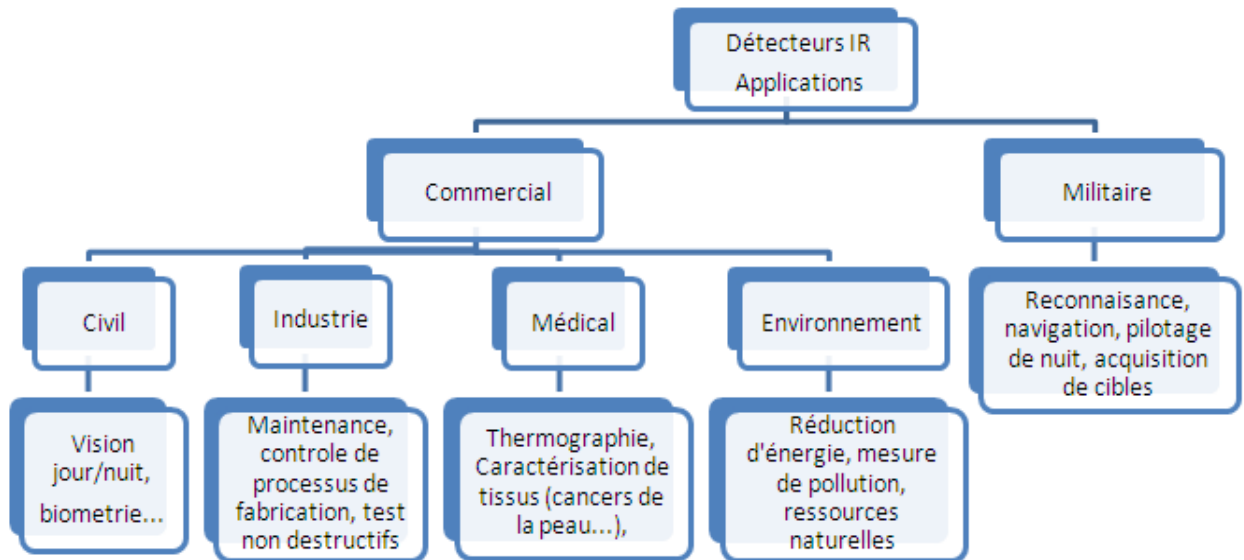 Détecteurs IR
Applications
Commercial
Militaire
Civil
Industrie
Médical
Environnement
Reconnaisance,
navigation, pilotage
de nuit, acquisition
de cibles
Vision
jour/nuit,
biometrie...
Maintenance,
controle de
processus de
fabrication, test
non destructifs
Thermographie,
Caractérisation de
tissus (cancers de
la peau...),
Réduction
d'énergie, mesure
de pollution,
ressources
naturelles